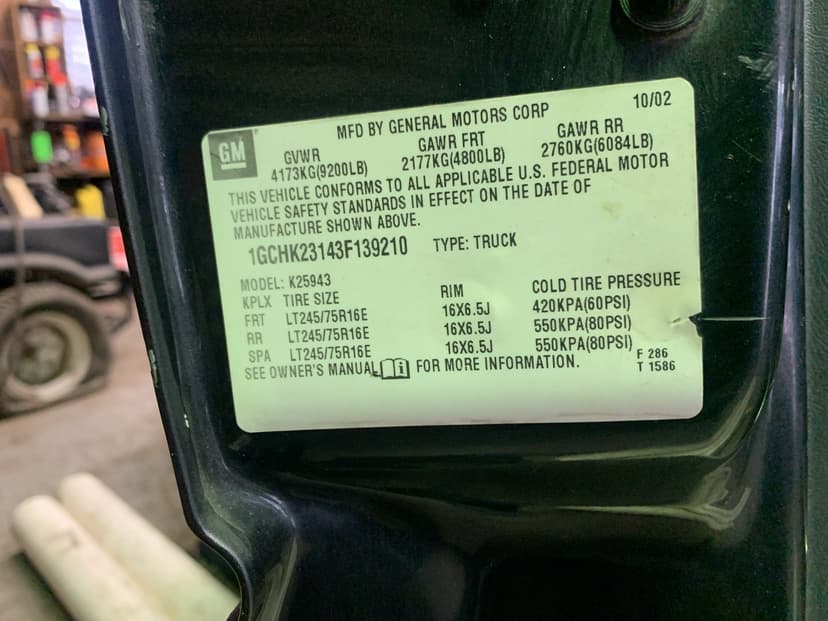 MFD BY GENERAL MOTORS CORP 10/02
GM
GVWR GAWR FRT GAWR RR
4173KG(9200LB) 2177KG(4800LB) 2760KG(6084LB)
THIS VEHICLE CONFORMS TO ALL APPLICABLE U.S. FEDERAL MOTOR
VEHICLE SAFETY STANDARDS IN EFFECT ON THE DATE OF
MANUFACTURE SHOWN ABOVE.
1GCHK23143F139210 TYPE: TRUCK
MODEL: K25943
KPLX TIRE SIZE RIM COLD TIRE PRESSURE
FRT LT245/75R16E 16X6.5J 420KPA(60PSI)
RR LT245/75R16E 16X6.5J 550KPA(80PSI)
SPA LT245/75R16E 16X6.5J 550KPA(80PSI)
SEE OWNER'S MANUAL FOR MORE INFORMATION.
F 286
T 1586